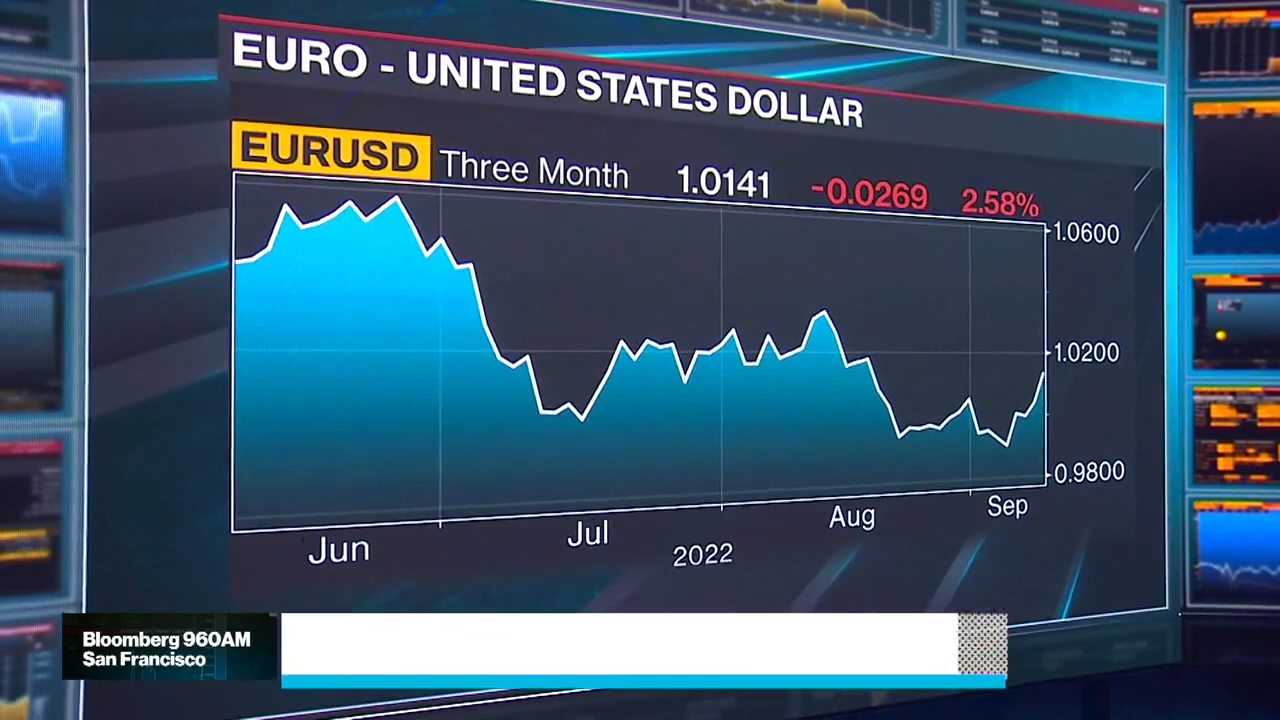 EURO - UNITED STATES DOLLAR
EURUSD Three Month 1.0141 -0.0269 2.58%
1.0600
1.0200
0.9800
Jun Jul Aug Sep
2022
Bloomberg 960AM
San Francisco